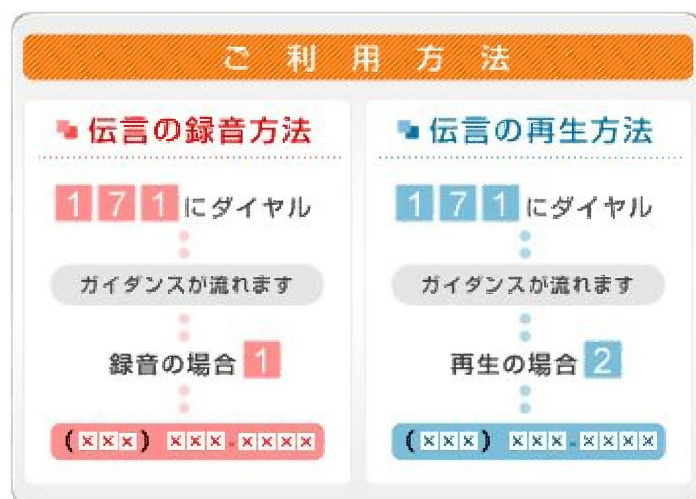 ご利用方法
伝言の録音方法
171にダイヤル
ガイダンスが流れます
録音の場合 1
(×××) ×××-××××
伝言の再生方法
171にダイヤル
ガイダンスが流れます
再生の場合 2
(×××) ×××-××××